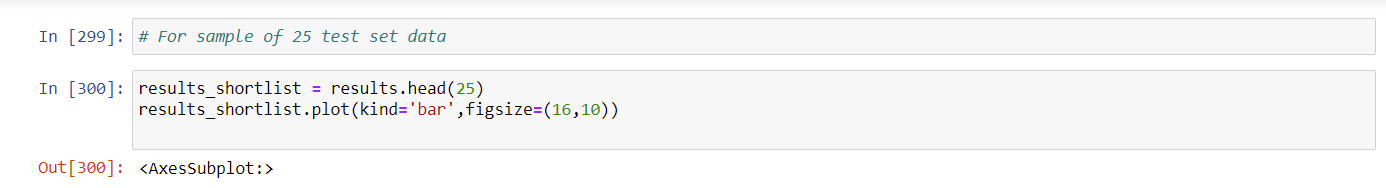 In [299]: # For sample of 25 test set data
In [300]: results_shortlist = results.head(25)
results_shortlist.plot(kind='bar',figsize=(16,10))
Out[300]: <AxesSubplot:>